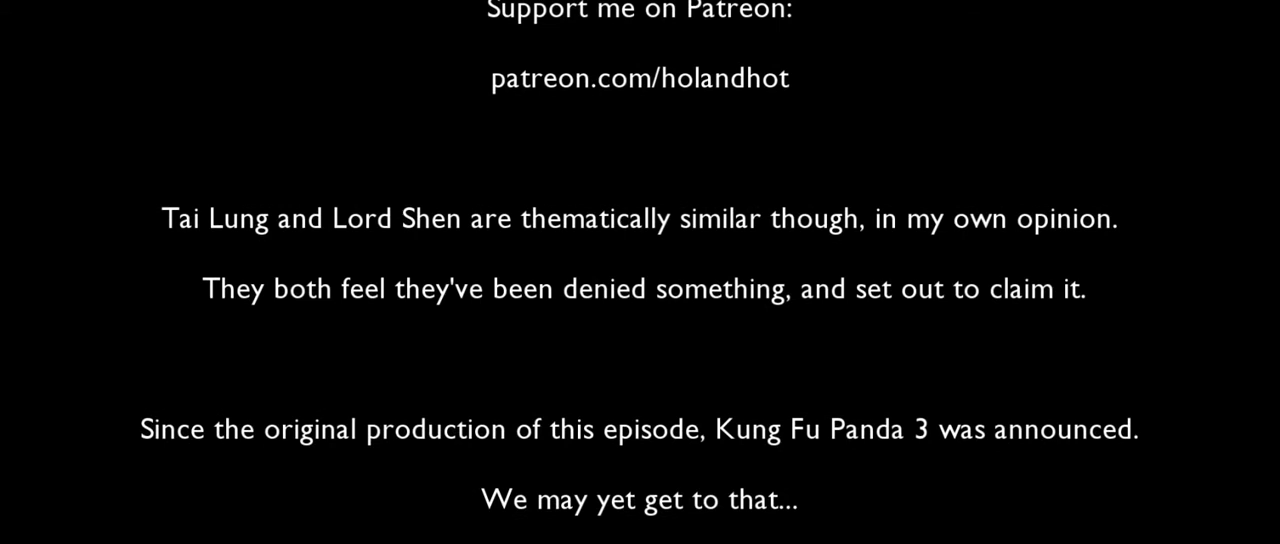 Support me on Patreon:
patreon.com/holandhot
Tai Lung and Lord Shen are thematically similar though, in my own opinion.
They both feel they've been denied something, and set out to claim it.
Since the original production of this episode, Kung Fu Panda 3 was announced.
We may yet get to that...